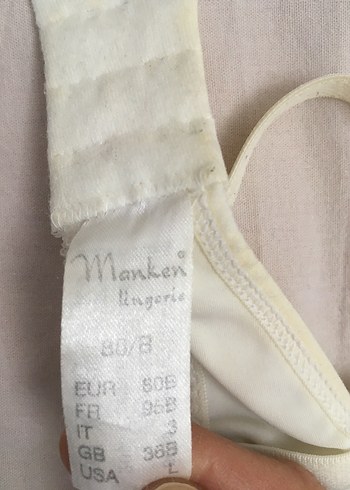 Manken
lingerie
80/B
EUR 80B
FR 95B
IT 3
GB 36B
USA L